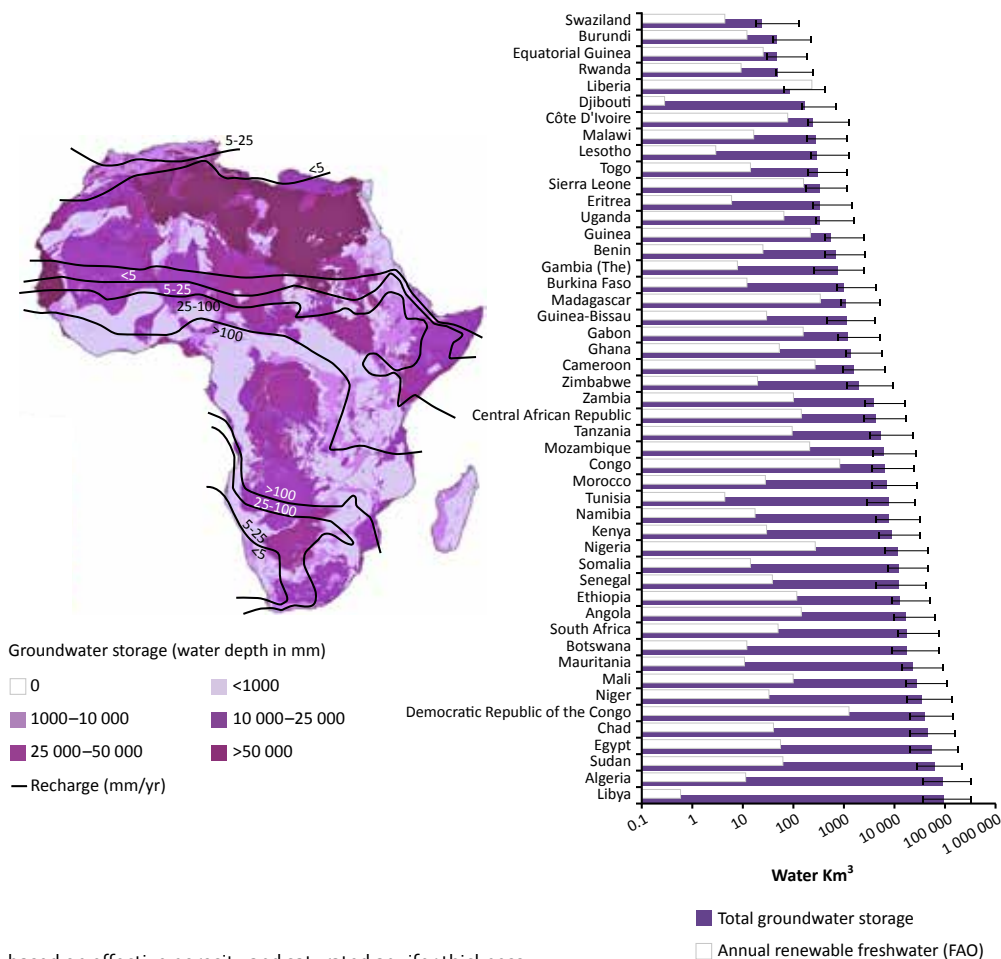 5-25
<5
<5
5-25
25-100
>100
>100
25-100
5-25
<5
Groundwater storage (water depth in mm)
0
<1000
1000–10 000
10 000–25 000
25 000–50 000
>50 000
Recharge (mm/yr)
Swaziland
Burundi
Equatorial Guinea
Rwanda
Liberia
Djibouti
Côte D'Ivoire
Malawi
Lesotho
Togo
Sierra Leone
Eritrea
Uganda
Guinea
Benin
Gambia (The)
Burkina Faso
Madagascar
Guinea-Bissau
Gabon
Ghana
Cameroon
Zimbabwe
Zambia
Central African Republic
Tanzania
Mozambique
Congo
Morocco
Tunisia
Namibia
Kenya
Nigeria
Somalia
Senegal
Ethiopia
Angola
South Africa
Botswana
Mauritania
Mali
Niger
Democratic Republic of the Congo
Chad
Egypt
Sudan
Algeria
Libya
0.1
1
10
100
1000
10 000
100 000
1 000 000
Water Km³
Total groundwater storage
Annual renewable freshwater (FAO)